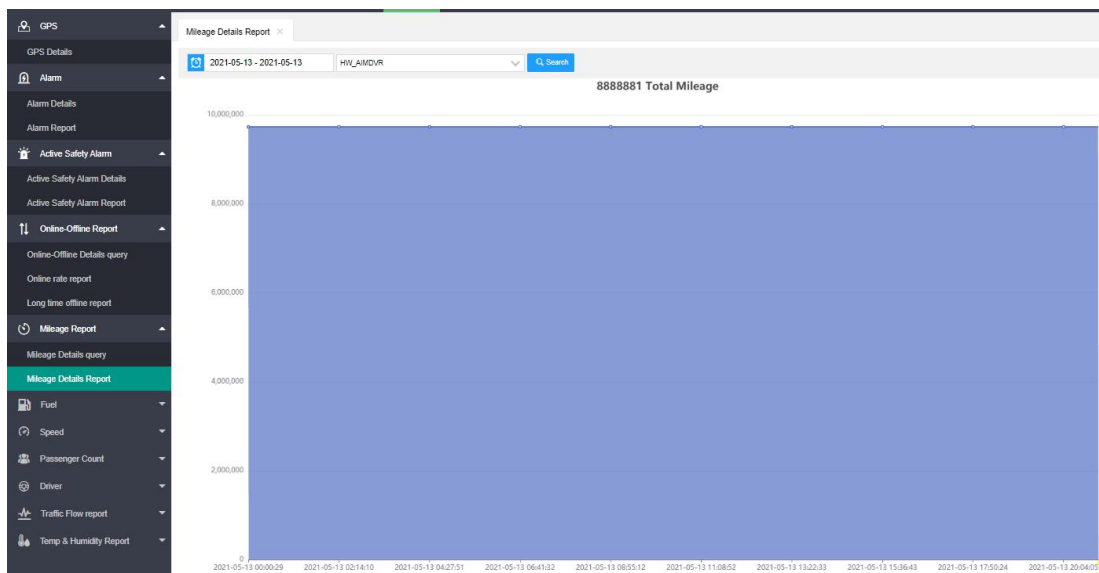 GPS
GPS Details
Alarm
Alarm Details
Alarm Report
Active Safety Alarm
Active Safety Alarm Details
Active Safety Alarm Report
Online-Offline Report
Online-Offline Details query
Online rate report
Long time offline report
Mileage Report
Mileage Details query
Mileage Details Report
Fuel
Speed
Passenger Count
Driver
Traffic Flow report
Temp & Humidity Report
Mileage Details Report
2021-05-13 - 2021-05-13 HW_AIMDVR Search
8888881 Total Mileage
10,000,000
8,000,000
6,000,000
4,000,000
2,000,000
0
2021-05-13 00:00:29 2021-05-13 02:14:10 2021-05-13 04:27:51 2021-05-13 06:41:32 2021-05-13 08:55:12 2021-05-13 11:08:52 2021-05-13 13:22:33 2021-05-13 15:36:43 2021-05-13 17:50:24 2021-05-13 20:04:05